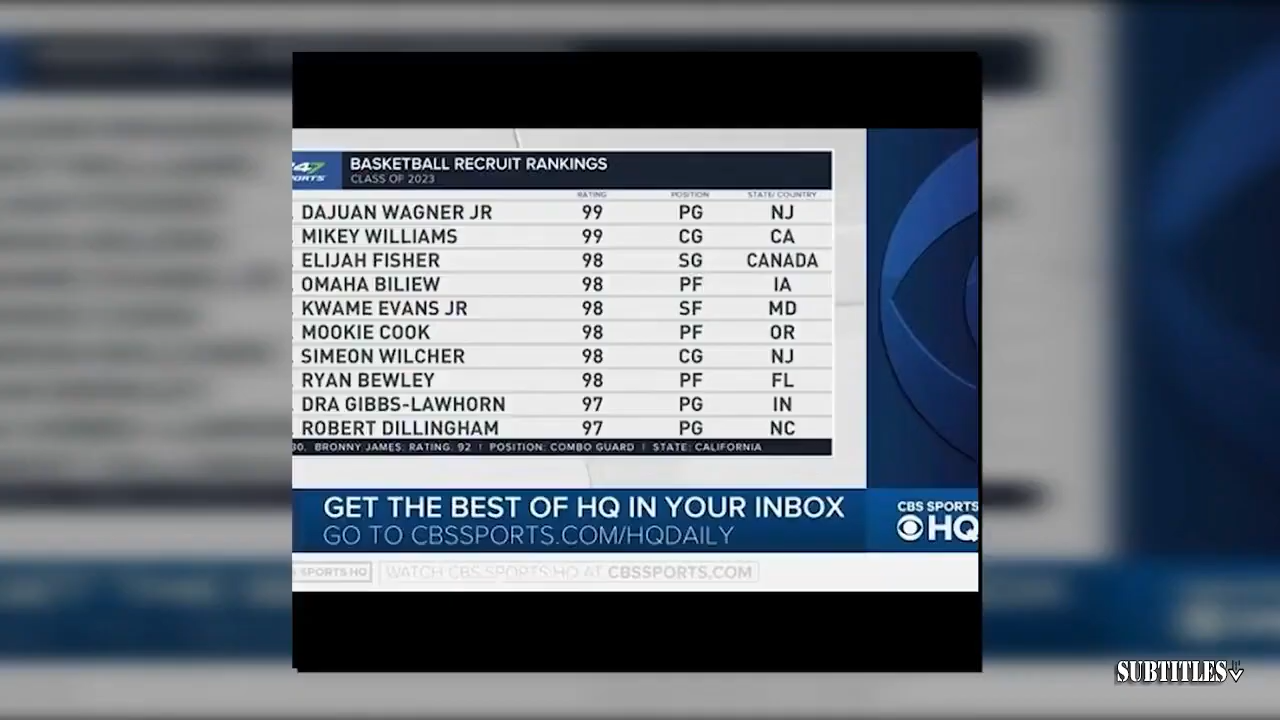 47 BASKETBALL RECRUIT RANKINGS
ORTS CLASS OF 2023
RATING POSITION STATE/ COUNTRY
. DAJUAN WAGNER JR 99 PG NJ
. MIKEY WILLIAMS 99 CG CA
. ELIJAH FISHER 98 SG CANADA
. OMAHA BILIEW 98 PF IA
. KWAME EVANS JR 98 SF MD
. MOOKIE COOK 98 PF OR
. SIMEON WILCHER 98 CG NJ
. RYAN BEWLEY 98 PF FL
. DRA GIBBS-LAWHORN 97 PG IN
. ROBERT DILLINGHAM 97 PG NC
30. BRONNY JAMES: RATING: 92 | POSITION: COMBO GUARD | STATE: CALIFORNIA
GET THE BEST OF HQ IN YOUR INBOX
GO TO CBSSPORTS.COM/HQDAILY
CBS SPORTS
HQ
SPORTS HQ WATCH CBS SPORTS HQ AT CBSSPORTS.COM
SUBTITLES